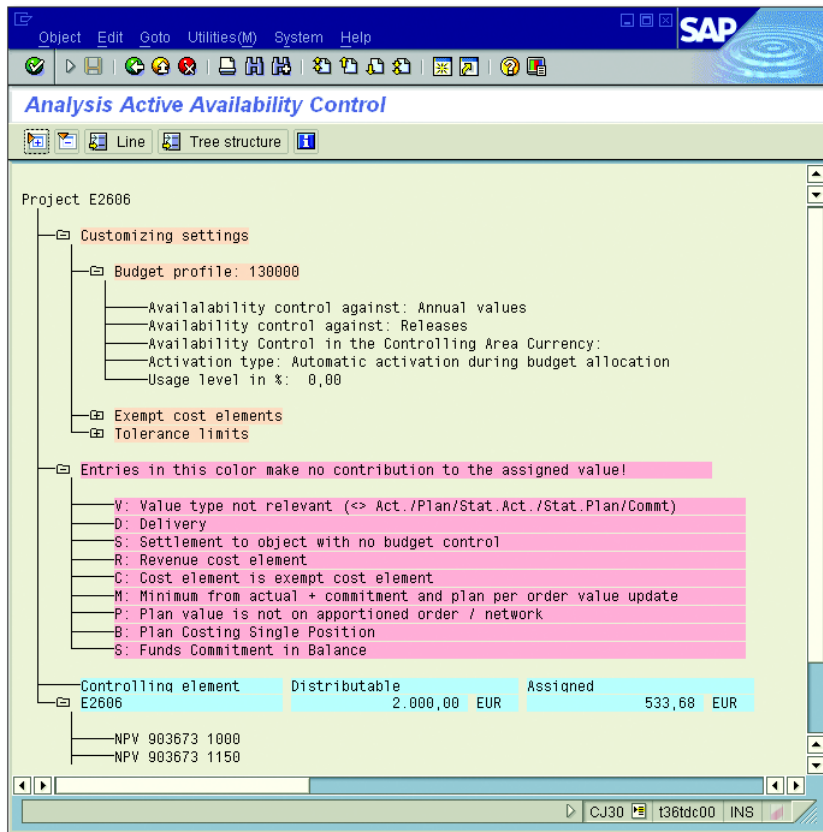 Object Edit Goto Utilities(M) System Help
SAP
Analysis Active Availability Control
Line Tree structure
Project E2606
Customizing settings
Budget profile: 130000
Availalability control against: Annual values
Availability control against: Releases
Availability Control in the Controlling Area Currency:
Activation type: Automatic activation during budget allocation
Usage level in %: 0,00
Exempt cost elements
Tolerance limits
Entries in this color make no contribution to the assigned value!
V: Value type not relevant (<> Act./Plan/Stat.Act./Stat.Plan/Commt)
D: Delivery
S: Settlement to object with no budget control
R: Revenue cost element
C: Cost element is exempt cost element
M: Minimum from actual + commitment and plan per order value update
P: Plan value is not on apportioned order / network
B: Plan Costing Single Position
S: Funds Commitment in Balance
Controlling element Distributable Assigned
E2606 2.000,00 EUR 533,68 EUR
NPV 903673 1000
NPV 903673 1150
CJ30 t36tdc00 INS